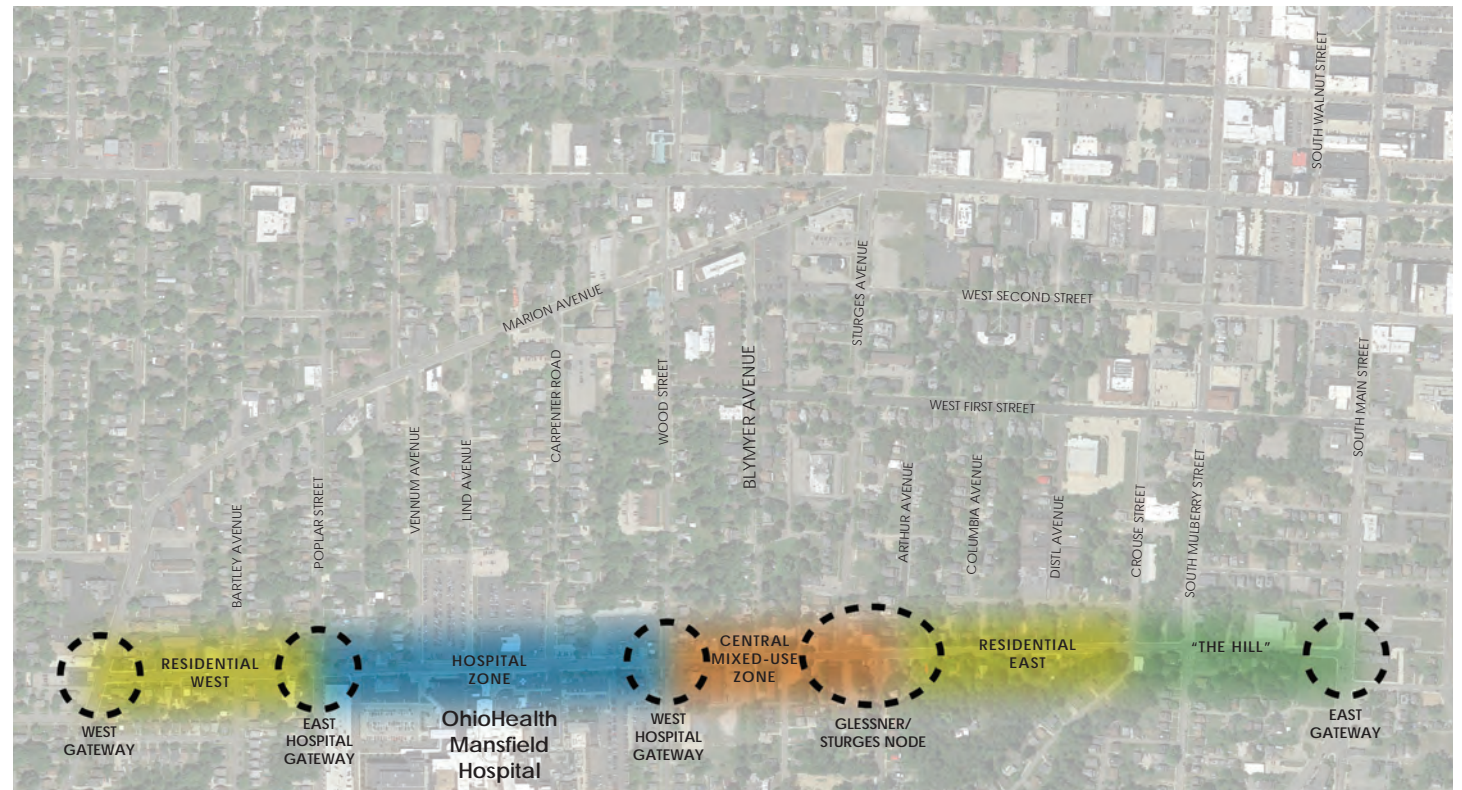 SOUTH WALNUT STREET
MARION AVENUE
STURGES AVENUE
WEST SECOND STREET
CARPENTER ROAD
WOOD STREET
BLYMYER AVENUE
WEST FIRST STREET
SOUTH MAIN STREET
BARTLEY AVENUE
POPLAR STREET
VENNUM AVENUE
LIND AVENUE
ARTHUR AVENUE
COLUMBIA AVENUE
DISTL AVENUE
CROUSE STREET
SOUTH MULBERRY STREET
RESIDENTIAL
WEST
HOSPITAL
ZONE
CENTRAL
MIXED-USE
ZONE
RESIDENTIAL
EAST
“THE HILL”
WEST
GATEWAY
EAST
HOSPITAL
GATEWAY
OhioHealth
Mansfield
Hospital
WEST
HOSPITAL
GATEWAY
GLESSNER/
STURGES NODE
EAST
GATEWAY